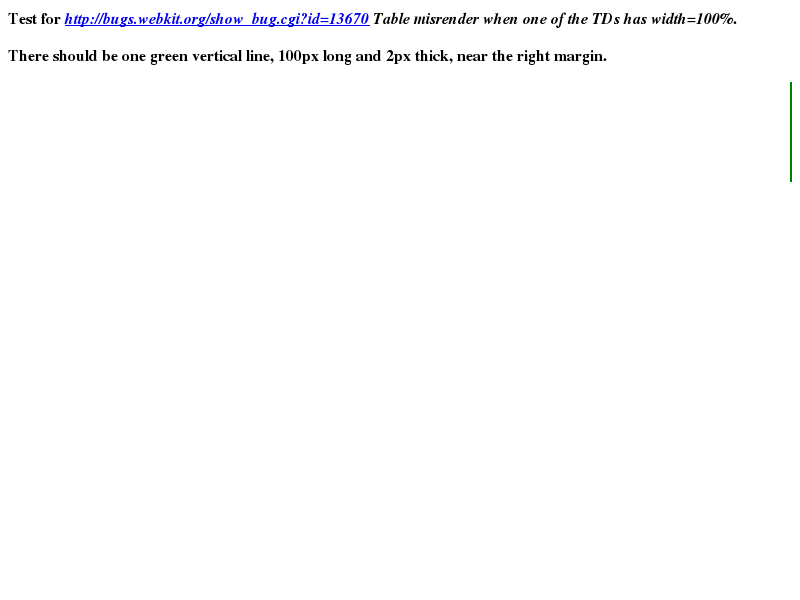 Test for http://bugs.webkit.org/show_bug.cgi?id=13670 Table misrender when one of the TDs has width=100%.
There should be one green vertical line, 100px long and 2px thick, near the right margin.